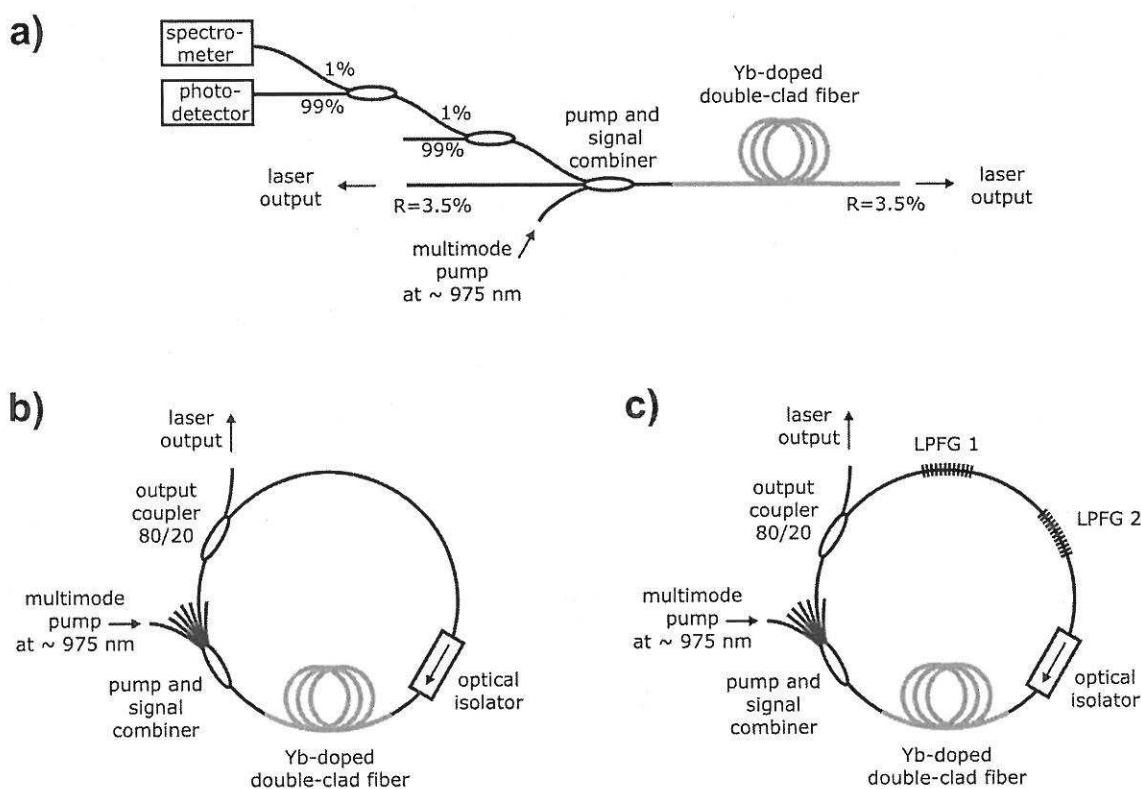 a)
spectro-
meter
photo-
detector
1%
99%
1%
99%
pump and
signal
combiner
Yb-doped
double-clad fiber
laser
output
R=3.5%
multimode
pump
at ~ 975 nm
R=3.5%
laser
output
b)
laser
output
output
coupler
80/20
multimode
pump
at ~ 975 nm
pump and
signal
combiner
optical
isolator
Yb-doped
double-clad fiber
c)
laser
output
LPFG 1
output
coupler
80/20
LPFG 2
multimode
pump
at ~ 975 nm
pump and
signal
combiner
optical
isolator
Yb-doped
double-clad fiber